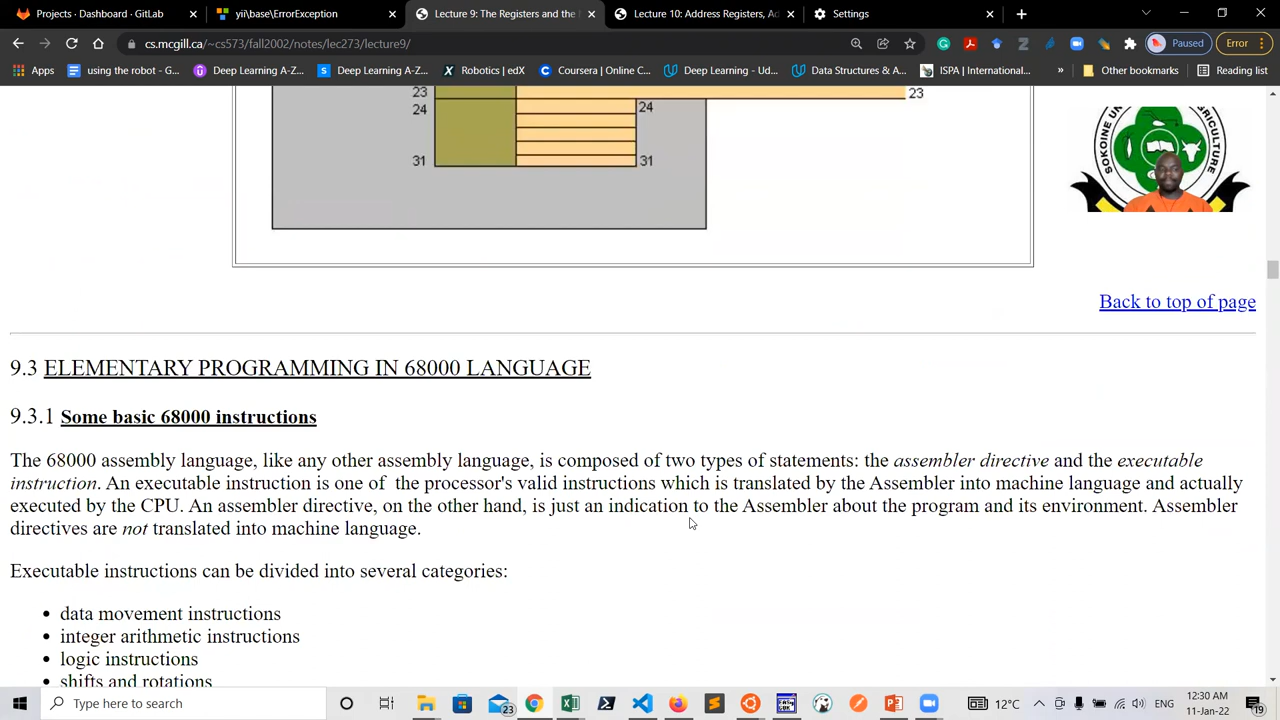 Projects · Dashboard · GitLab
yii\base\ErrorException
Lecture 9: The Registers and the
Lecture 10: Address Registers, Ad
Settings
cs.mcgill.ca/~cs573/fall2002/notes/lec273/lecture9/
Paused
Error
Apps
using the robot - G...
Deep Learning A-Z...
Deep Learning A-Z...
Robotics | edX
Coursera | Online C...
Deep Learning - Ud...
Data Structures & A...
ISPA | International...
»
Other bookmarks
Reading list
23
23
24
24
31
31
SOKOINE UN
AGRICULTURE
Back to top of page
9.3 ELEMENTARY PROGRAMMING IN 68000 LANGUAGE
9.3.1 Some basic 68000 instructions
The 68000 assembly language, like any other assembly language, is composed of two types of statements: the assembler directive and the executable
instruction. An executable instruction is one of the processor's valid instructions which is translated by the Assembler into machine language and actually
executed by the CPU. An assembler directive, on the other hand, is just an indication to the Assembler about the program and its environment. Assembler
directives are not translated into machine language.
Executable instructions can be divided into several categories:
• data movement instructions
• integer arithmetic instructions
• logic instructions
• shifts and rotations
Type here to search
23
12°C
ENG
12:30 AM
11-Jan-22
19